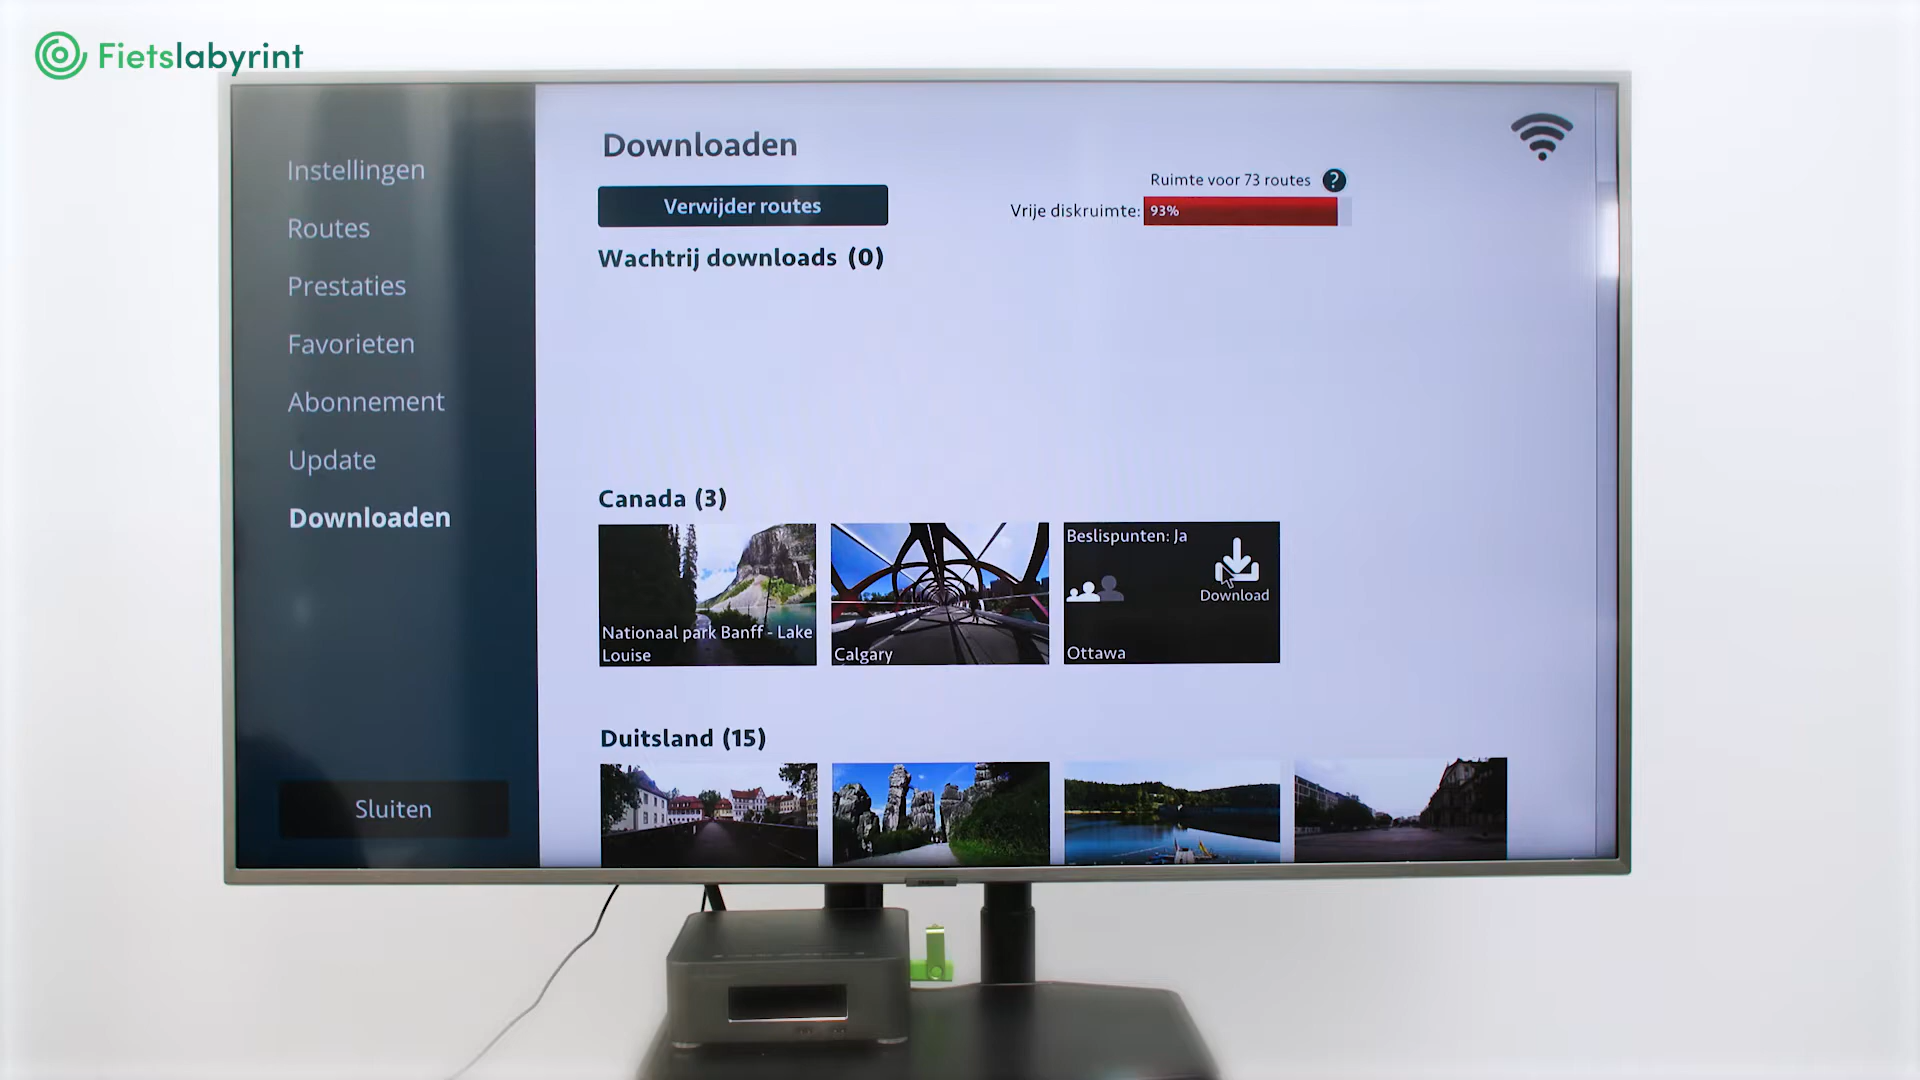 Fietslabyrint
Instellingen
Routes
Prestaties
Favorieten
Abonnement
Update
Downloaden
Sluiten
Downloaden
Verwijder routes
Ruimte voor 73 routes ?
Vrije diskruimte: 93%
Wachtrij downloads (0)
Canada (3)
Nationaal park Banff - Lake
Louise
Calgary
Beslispunten: Ja
Download
Ottawa
Duitsland (15)